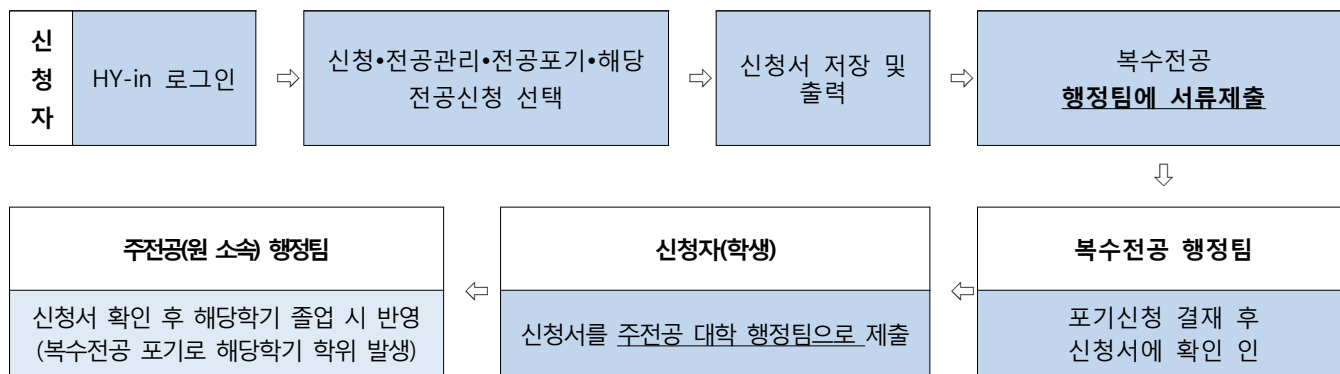 신
청
자
HY-in 로그인
⇨
신청•전공관리•전공포기•해당
전공신청 선택
⇨
신청서 저장 및
출력
⇨
복수전공
행정팀에 서류제출
⇩
주전공(원 소속) 행정팀
신청서 확인 후 해당학기 졸업 시 반영
(복수전공 포기로 해당학기 학위 발생)
⇦
신청자(학생)
신청서를 주전공 대학 행정팀으로 제출
⇦
복수전공 행정팀
포기신청 결재 후
신청서에 확인 인